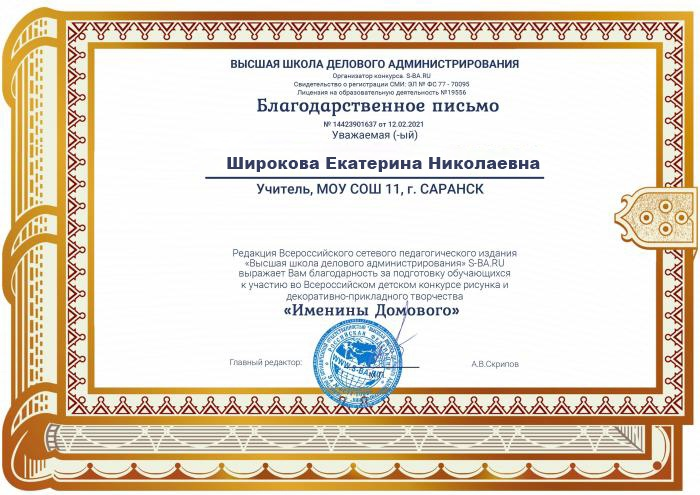 ВЫСШАЯ ШКОЛА ДЕЛОВОГО АДМИНИСТРИРОВАНИЯ
Организатор конкурса S-BA.RU
Свидетельство о регистрации СМИ: ЭЛ № ФС 77 - 70095
Лицензия на образовательную деятельность №19556
Благодарственное письмо
№ 14423901637 от 12.02.2021
Уважаемая (-ый)
Широкова Екатерина Николаевна
Учитель, МОУ СОШ 11, г. САРАНСК
Редакция Всероссийского сетевого педагогического издания
«Высшая школа делового администрирования» S-BA.RU
выражает Вам благодарность за подготовку обучающихся
к участию во Всероссийском детском конкурсе рисунка и
декоративно-прикладного творчества
«Именины Домового»
WWW.S-BA.RU
Главный редактор:
А.В.Скрипов